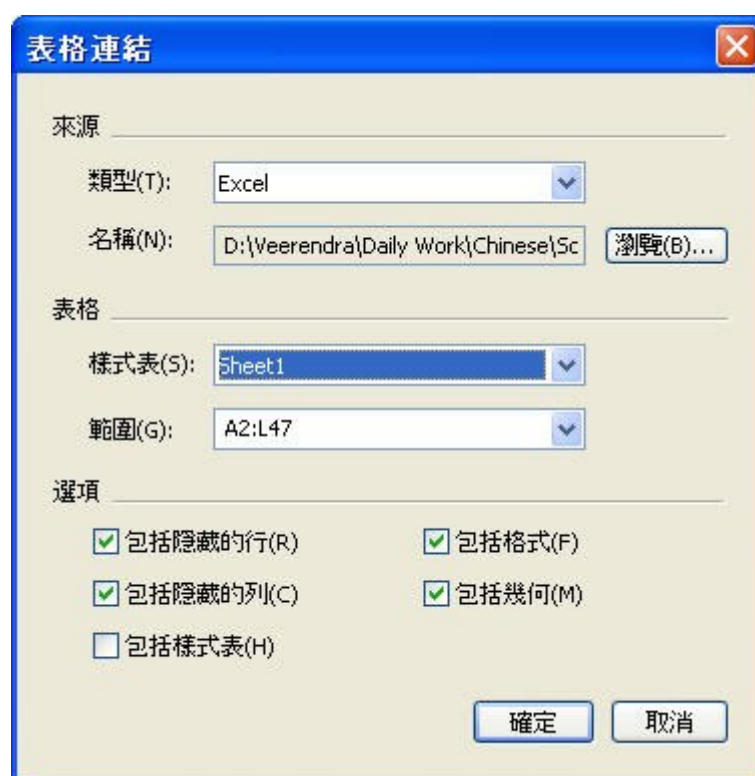 表格連結
來源
類型(T): Excel
名稱(N): D:\Veerendra\Daily Work\Chinese\Sc 瀏覽(B)...
表格
樣式表(S): Sheet1
範圍(G): A2:L47
選項
包括隱藏的行(R) 包括格式(F)
包括隱藏的列(C) 包括幾何(M)
包括樣式表(H)
確定 取消